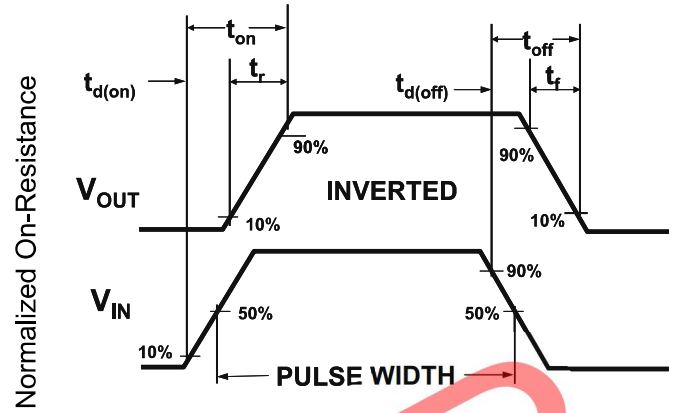 Normalized On-Resistance
t_on
t_off
t_r
t_f
t_d(on)
t_d(off)
90%
90%
V_OUT
INVERTED
10%
10%
90%
V_IN
50%
50%
10%
PULSE WIDTH